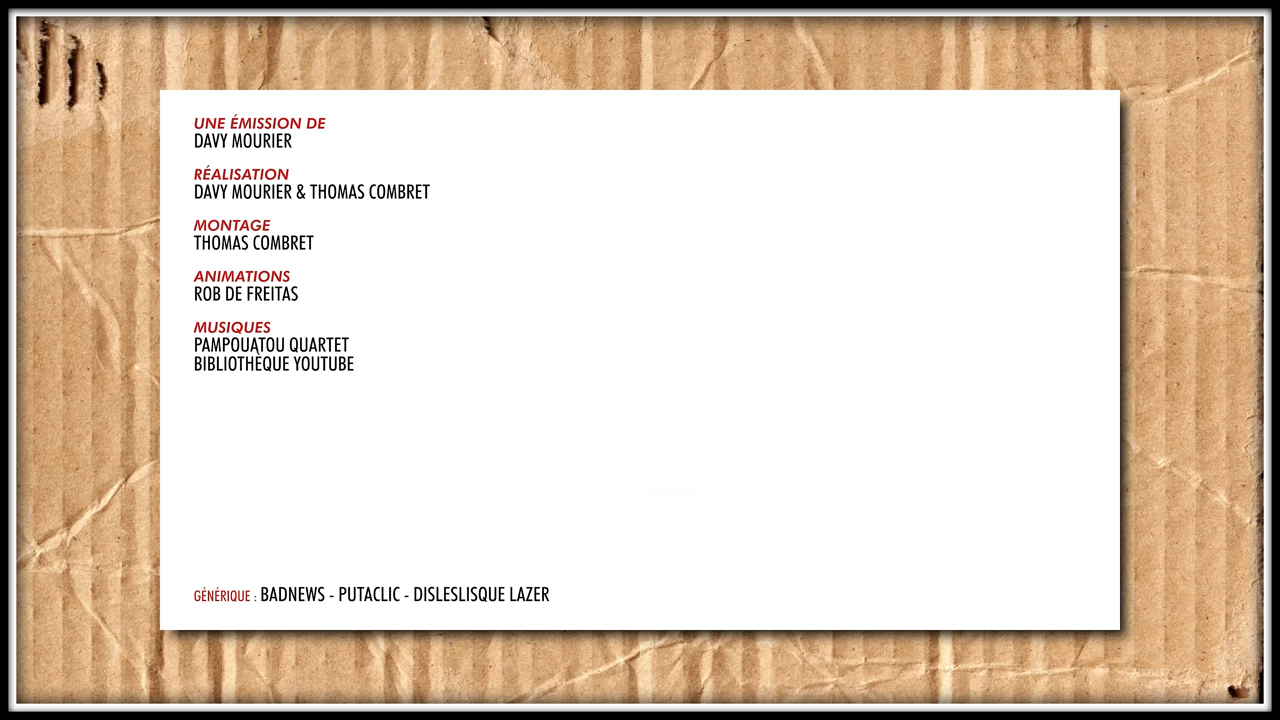 UNE ÉMISSION DE
DAVY MOURIER
RÉALISATION
DAVY MOURIER & THOMAS COMBRET
MONTAGE
THOMAS COMBRET
ANIMATIONS
ROB DE FREITAS
MUSIQUES
PAMPOUATOU QUARTET
BIBLIOTHÈQUE YOUTUBE
GÉNÉRIQUE : BADNEWS - PUTACLIC - DISLESLISQUE LAZER